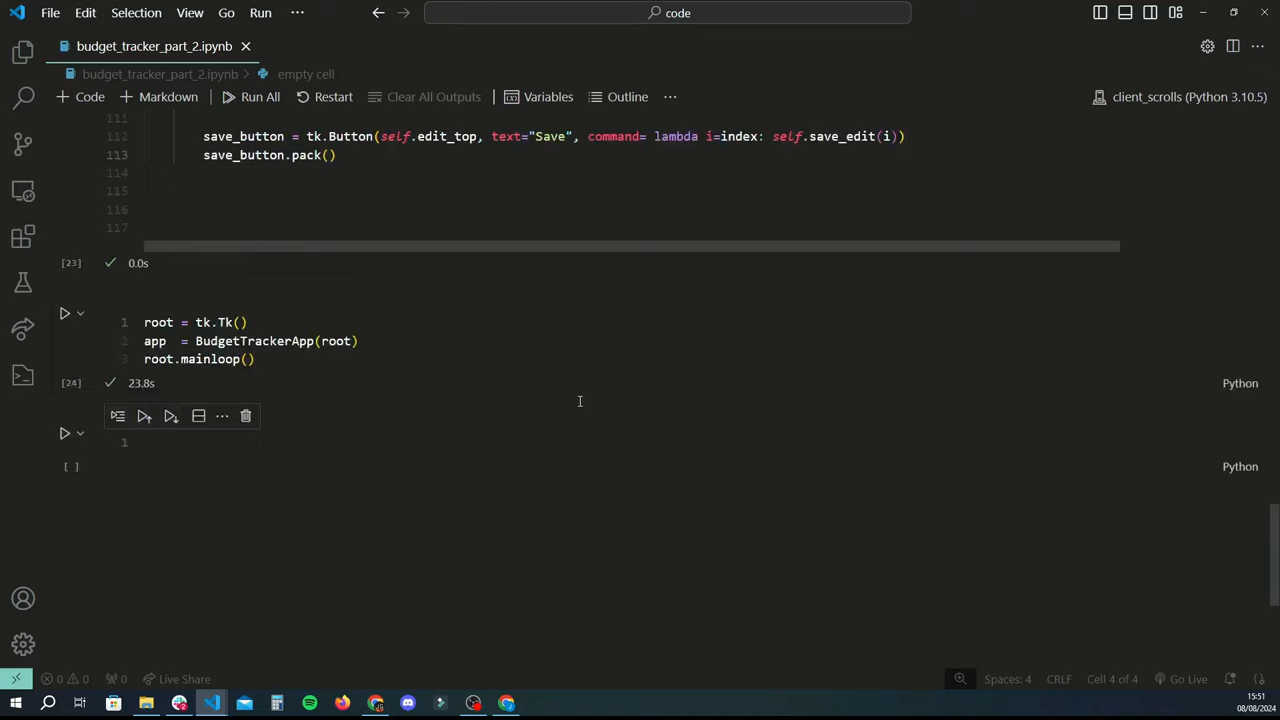 File Edit Selection View Go Run ··· code
budget_tracker_part_2.ipynb
budget_tracker_part_2.ipynb > empty cell
+ Code + Markdown Run All Restart Clear All Outputs Variables Outline ··· client_scrolls (Python 3.10.5)
111
112 save_button = tk.Button(self.edit_top, text="Save", command= lambda i=index: self.save_edit(i))
113 save_button.pack()
114
115
116
117
[23] 0.0s
1 root = tk.Tk()
2 app = BudgetTrackerApp(root)
3 root.mainloop()
[24] 23.8s Python
1
[ ] Python
0 0 0 Live Share Spaces: 4 CRLF Cell 4 of 4 Go Live
15:51
08/08/2024